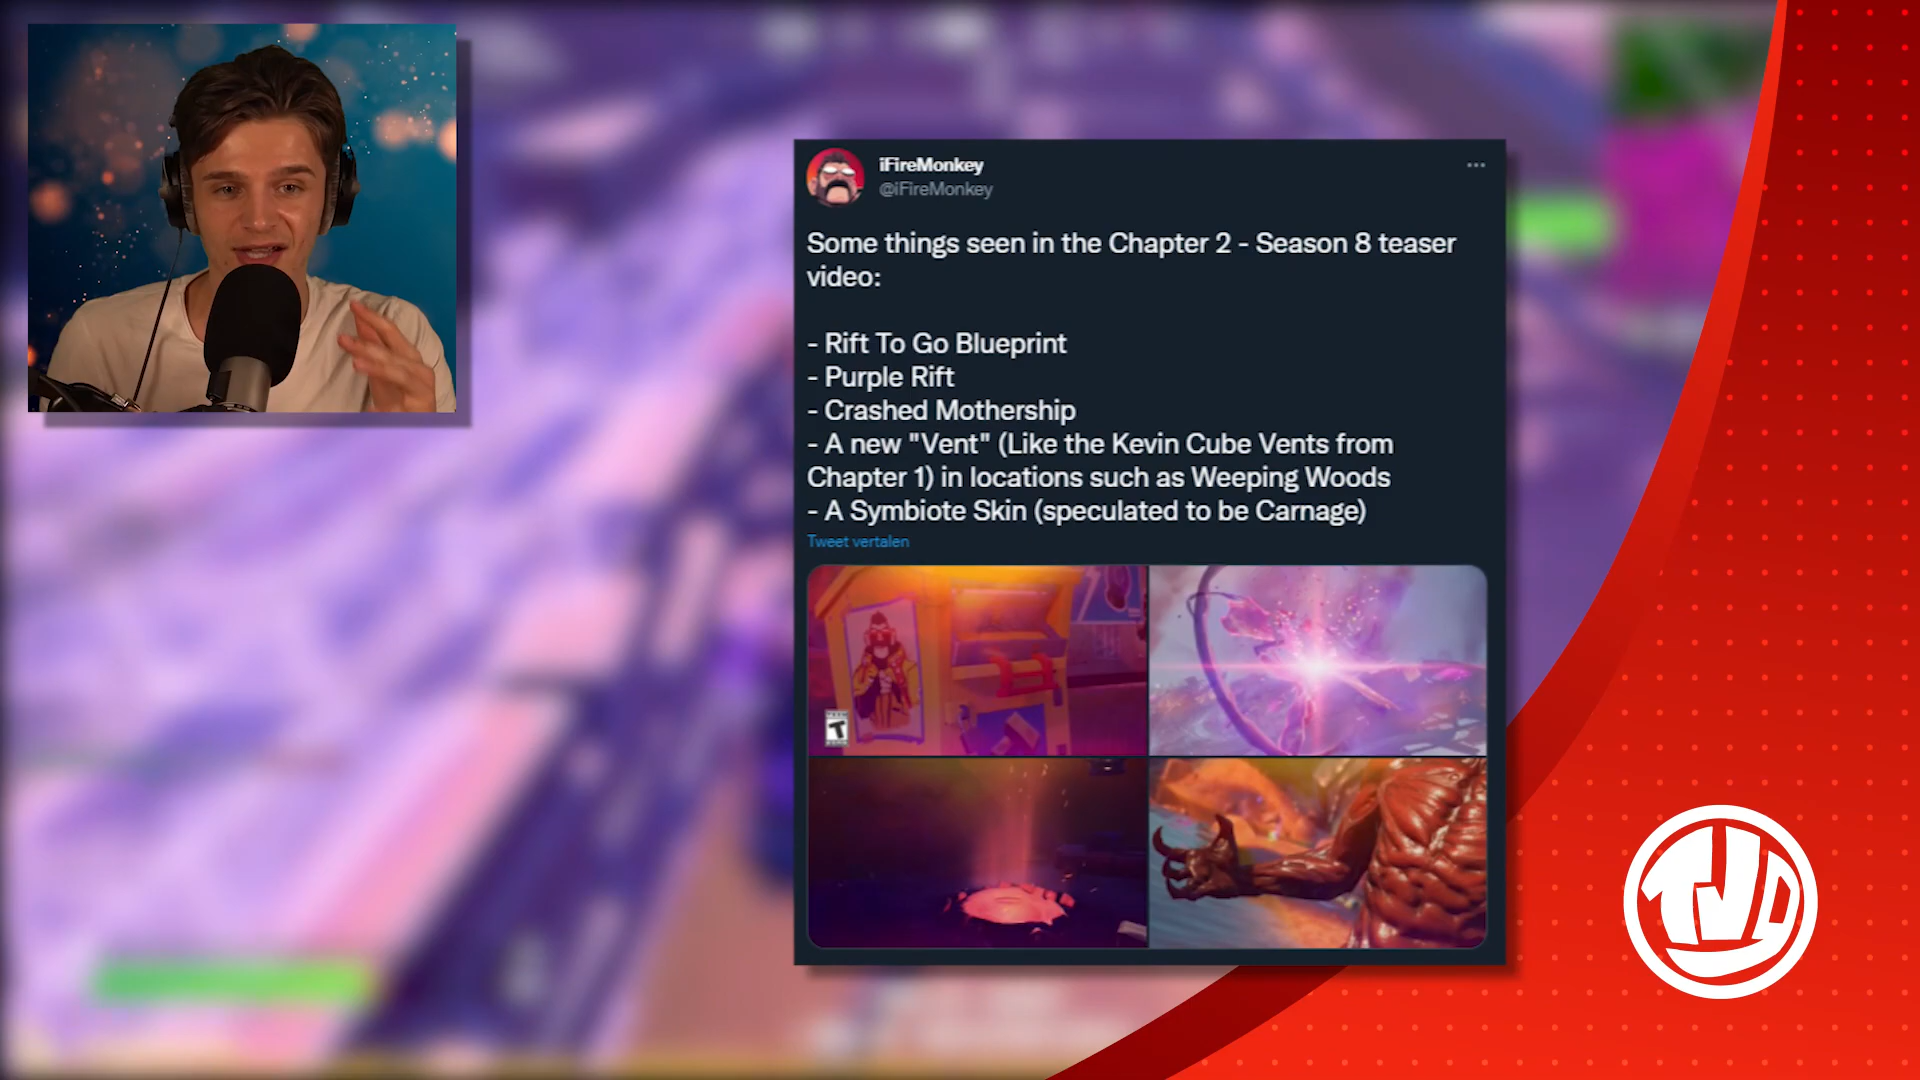 iFireMonkey
@iFireMonkey
Some things seen in the Chapter 2 - Season 8 teaser
video:
- Rift To Go Blueprint
- Purple Rift
- Crashed Mothership
- A new "Vent" (Like the Kevin Cube Vents from
Chapter 1) in locations such as Weeping Woods
- A Symbiote Skin (speculated to be Carnage)
Tweet vertalen
T
TJD